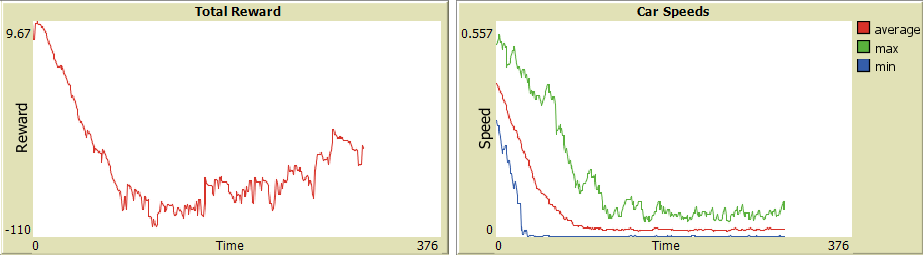 Total Reward
9.67
Reward
-110
0
Time
376
Car Speeds
0.557
Speed
0
0
Time
376
average
max
min